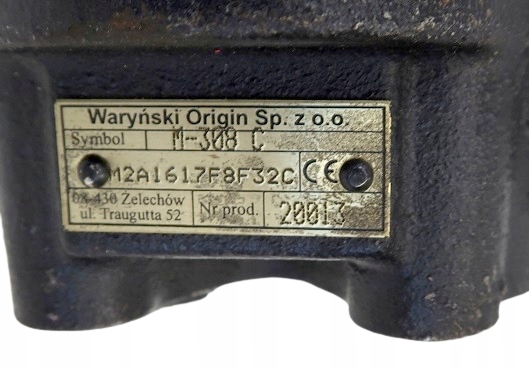 Waryński Origin Sp. z o.o.
Symbol M-308 C
M2A1617F8F32C CE
08-430 Żelechów
ul. Traugutta 52 Nr prod. 20013